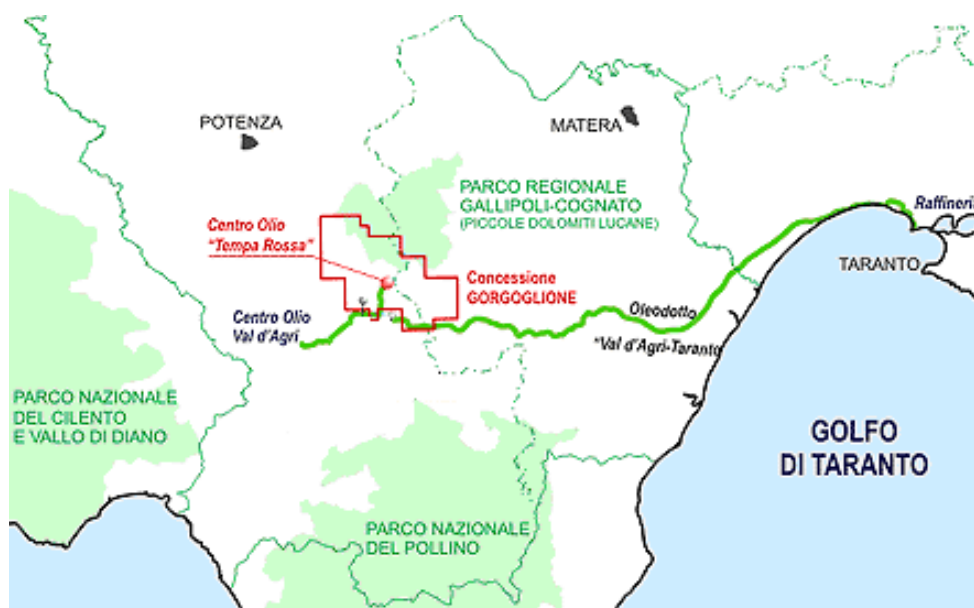 POTENZA
MATERA
PARCO REGIONALE
GALLIPOLI-COGNATO
(PICCOLE DOLOMITI LUCANE)
Raffineria
Centro Olio
"Tempa Rossa"
TARANTO
Concessione
GORGOGLIONE
Centro Olio
Val d'Agri
Oleodotto
"Val d'Agri-Taranto
PARCO NAZIONALE
DEL CILENTO
E VALLO DI DIANO
GOLFO
DI TARANTO
PARCO NAZIONALE
DEL POLLINO